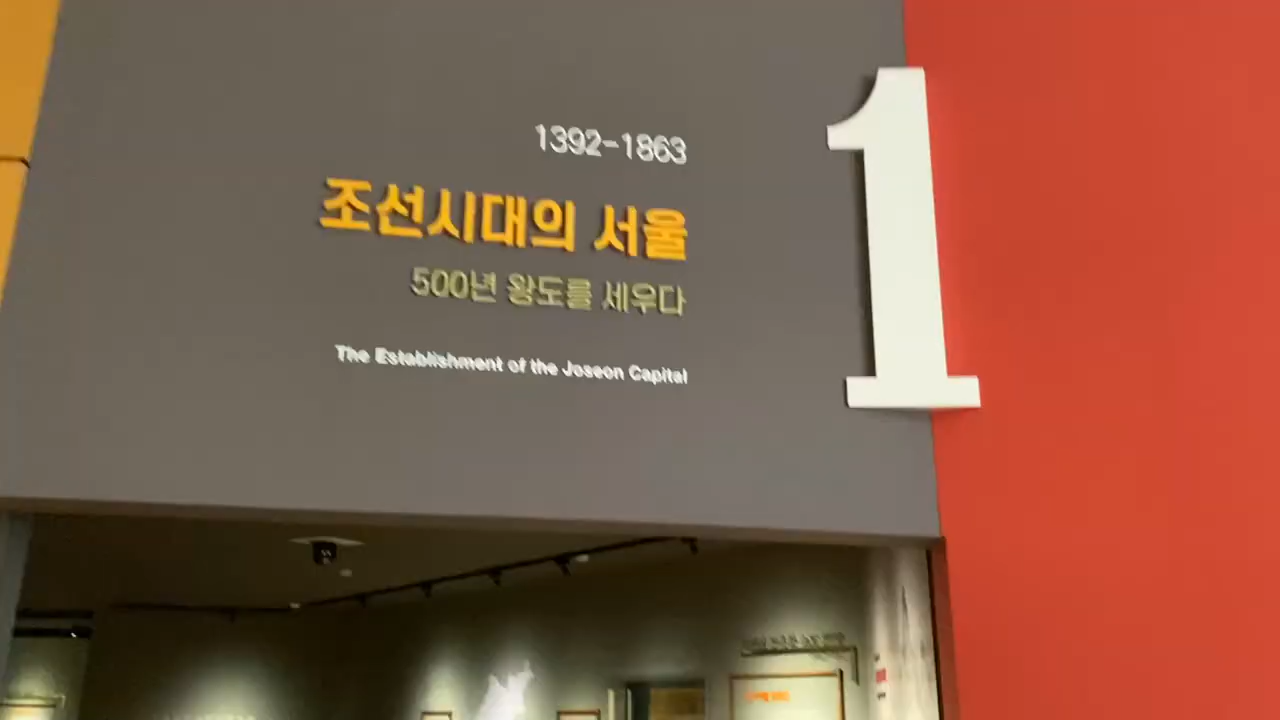 1392-1863
조선시대의 서울
500년 왕도를 세우다
The Establishment of the Joseon Capital
1